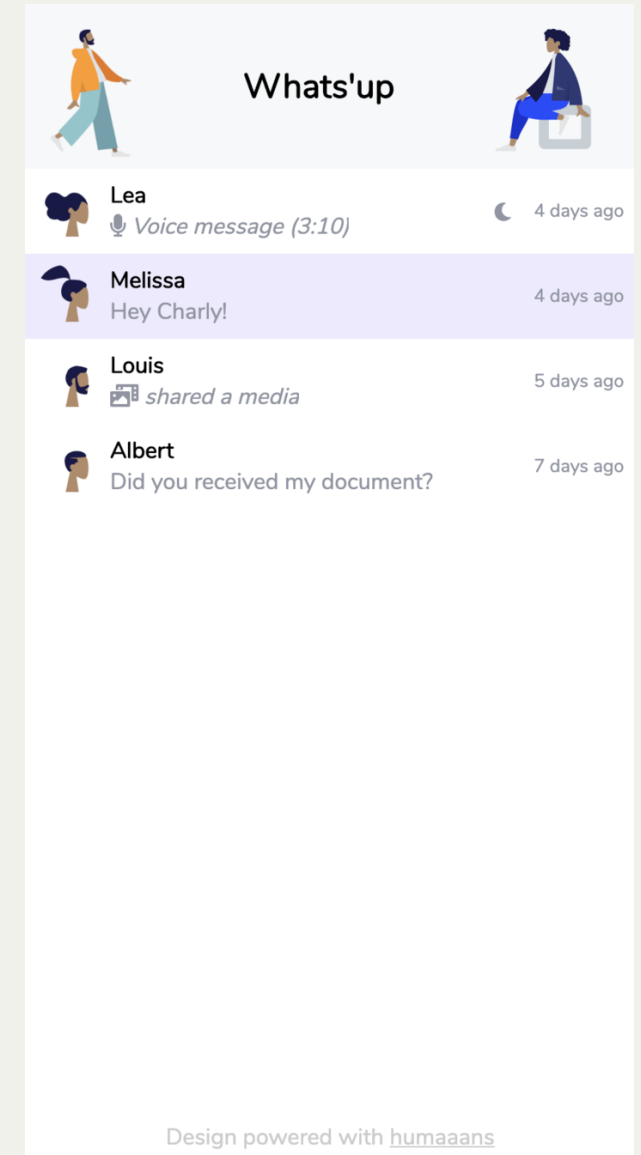 Whats'up
Lea
Voice message (3:10)
4 days ago
Melissa
Hey Charly!
4 days ago
Louis
shared a media
5 days ago
Albert
Did you received my document?
7 days ago
Design powered with humaaans